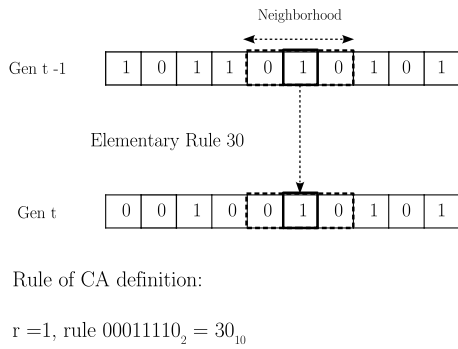 Neighborhood
Gen t -1 1 0 1 1 0 1 0 1 0 1
Elementary Rule 30
Gen t 0 0 1 0 0 1 0 1 0 1
Rule of CA definition:
r =1, rule 00011110₂ = 30₁₀